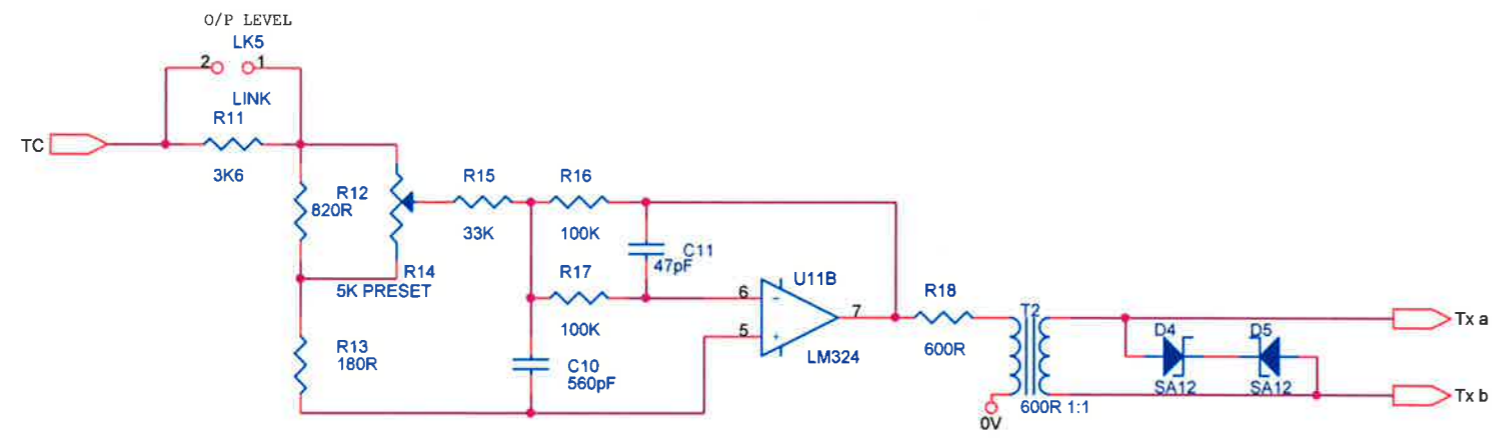 O/P LEVEL
LK5
2
1
LINK
R11
TC
3K6
R12
820R
R15
R16
33K
100K
R14
5K PRESET
R17
C11
47pF
U11B
6
-
7
5
+
R18
T2
Tx a
100K
R13
180R
C10
560pF
LM324
600R
D4
D5
SA12
SA12
Tx b
0V
600R 1:1